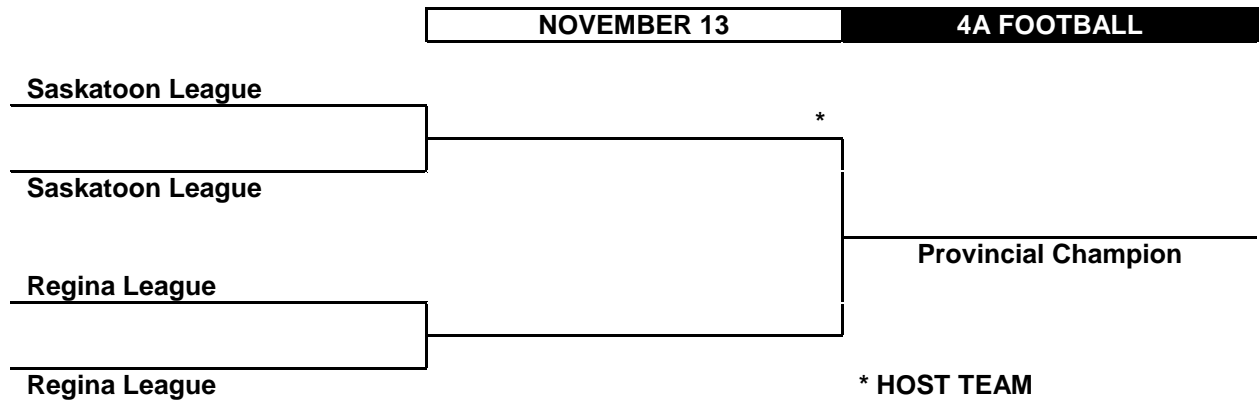 NOVEMBER 13 4A FOOTBALL
Saskatoon League
*
Saskatoon League
Provincial Champion
Regina League
Regina League * HOST TEAM